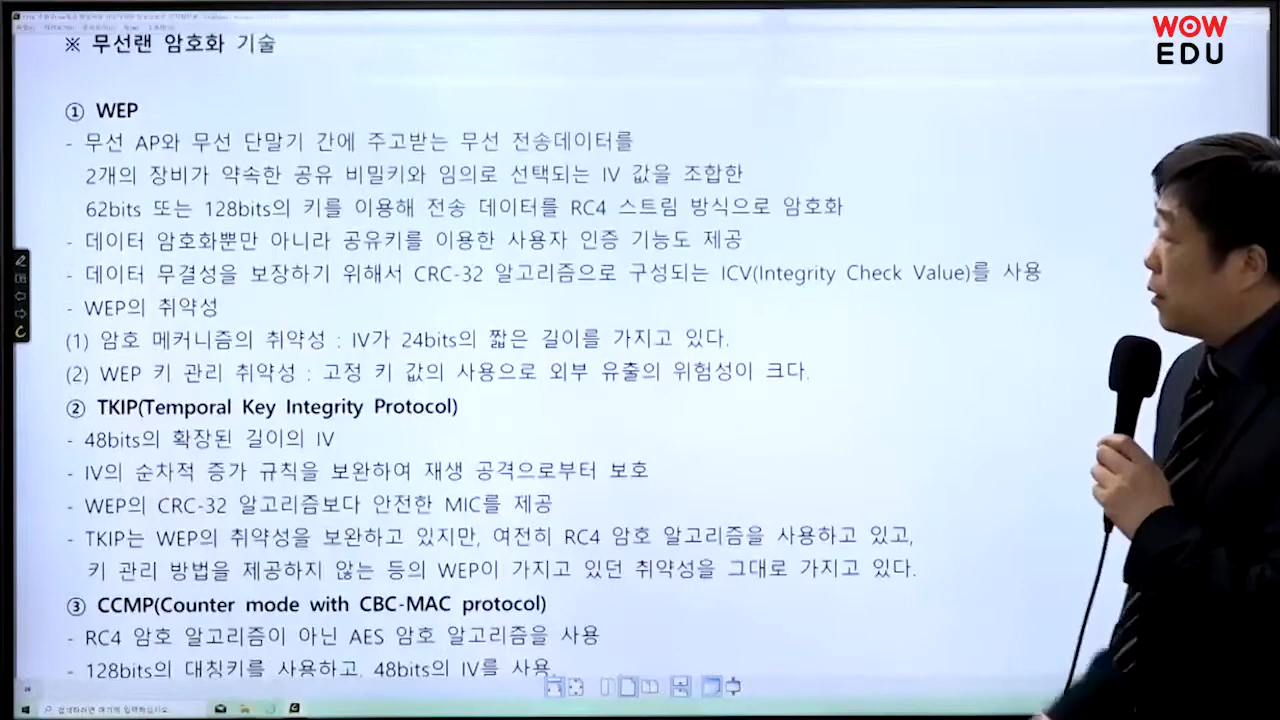 WOW
EDU
※ 무선랜 암호화 기술
① WEP
- 무선 AP와 무선 단말기 간에 주고받는 무선 전송데이터를
2개의 장비가 약속한 공유 비밀키와 임의로 선택되는 IV 값을 조합한
62bits 또는 128bits의 키를 이용해 전송 데이터를 RC4 스트림 방식으로 암호화
- 데이터 암호화뿐만 아니라 공유키를 이용한 사용자 인증 기능도 제공
- 데이터 무결성을 보장하기 위해서 CRC-32 알고리즘으로 구성되는 ICV(Integrity Check Value)를 사용
- WEP의 취약성
(1) 암호 메커니즘의 취약성 : IV가 24bits의 짧은 길이를 가지고 있다.
(2) WEP 키 관리 취약성 : 고정 키 값의 사용으로 외부 유출의 위험성이 크다.
② TKIP(Temporal Key Integrity Protocol)
- 48bits의 확장된 길이의 IV
- IV의 순차적 증가 규칙을 보완하여 재생 공격으로부터 보호
- WEP의 CRC-32 알고리즘보다 안전한 MIC를 제공
- TKIP는 WEP의 취약성을 보완하고 있지만, 여전히 RC4 암호 알고리즘을 사용하고 있고,
키 관리 방법을 제공하지 않는 등의 WEP이 가지고 있던 취약성을 그대로 가지고 있다.
③ CCMP(Counter mode with CBC-MAC protocol)
- RC4 암호 알고리즘이 아닌 AES 암호 알고리즘을 사용
- 128bits의 대칭키를 사용하고, 48bits의 IV를 사용
검색하려면 여기에 입력하십시오.